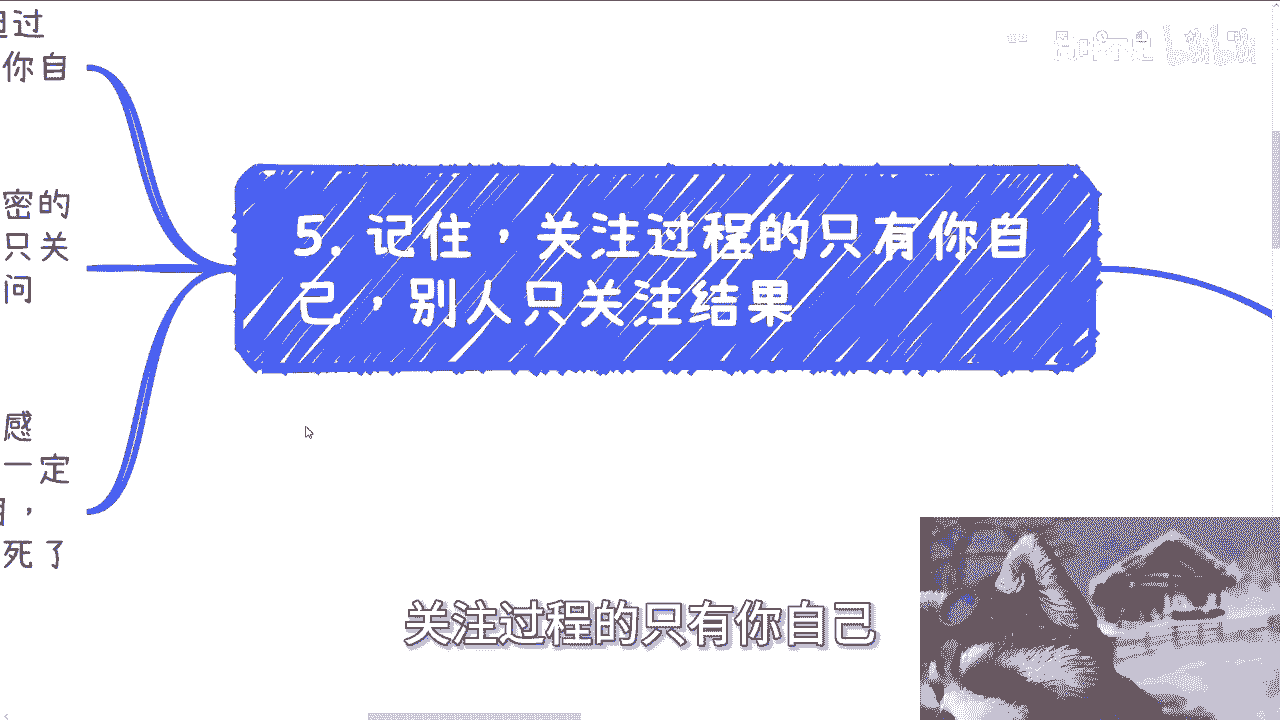 过
你自
密的
只关
问
感
一定
，
死了
5. 记住，关注过程的只有你自
己，别人只关注结果
关注过程的只有你自己